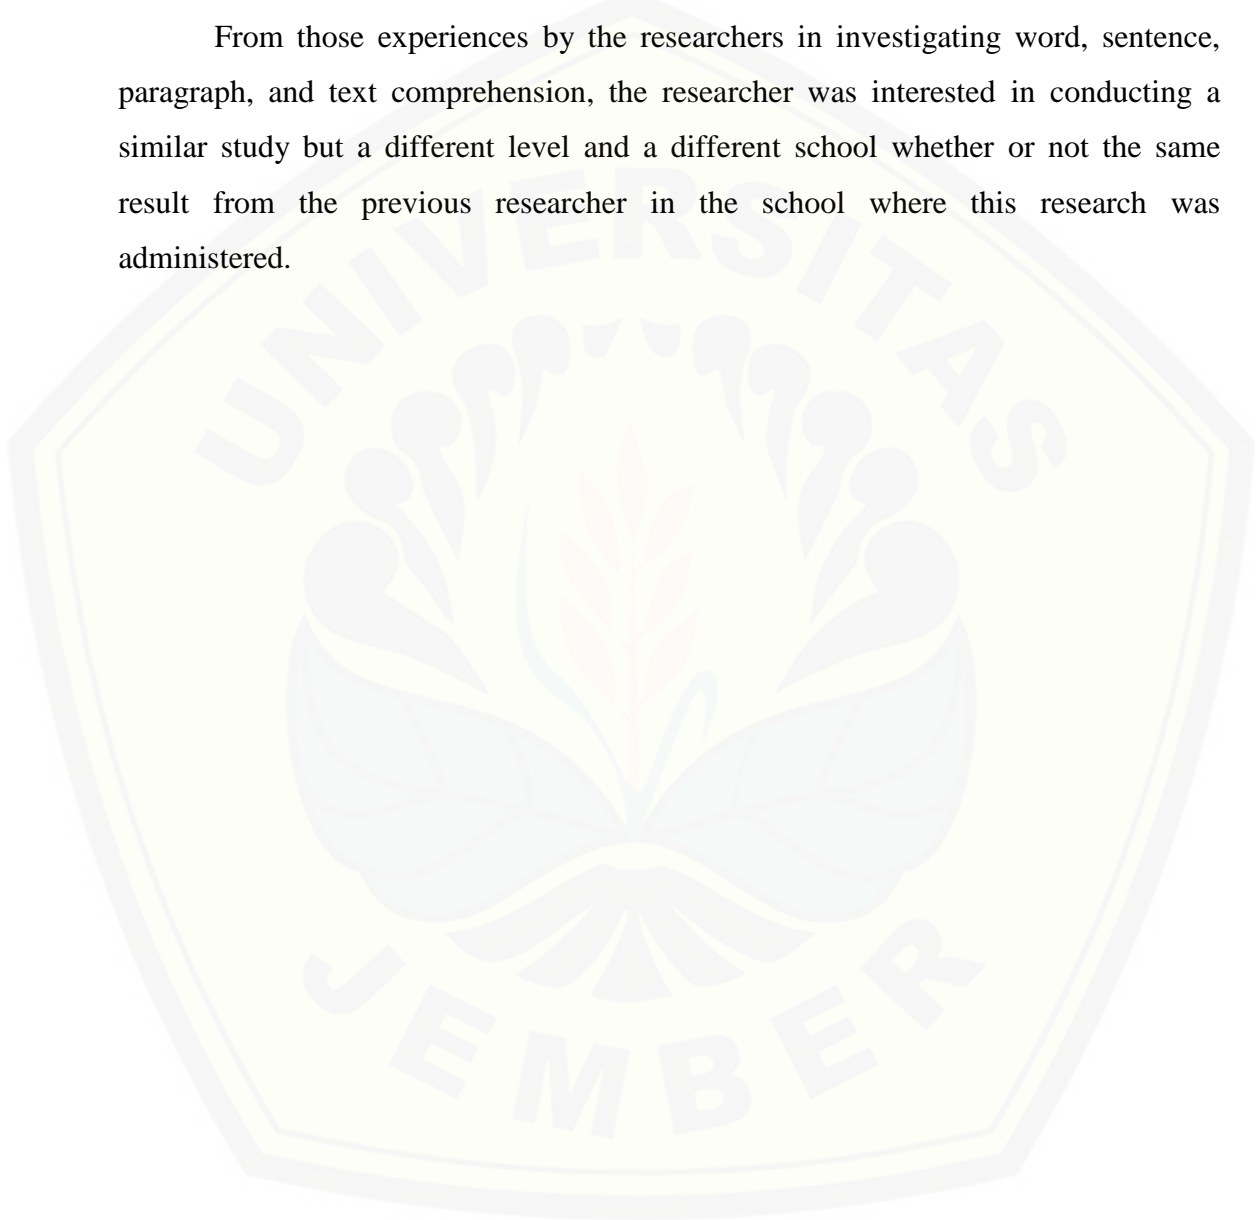 From those experiences by the researchers in investigating word, sentence,
paragraph, and text comprehension, the researcher was interested in conducting a
similar study but a different level and a different school whether or not the same
result from the previous researcher in the school where this research was
administered.
UNIVERSITAS
JEMBER